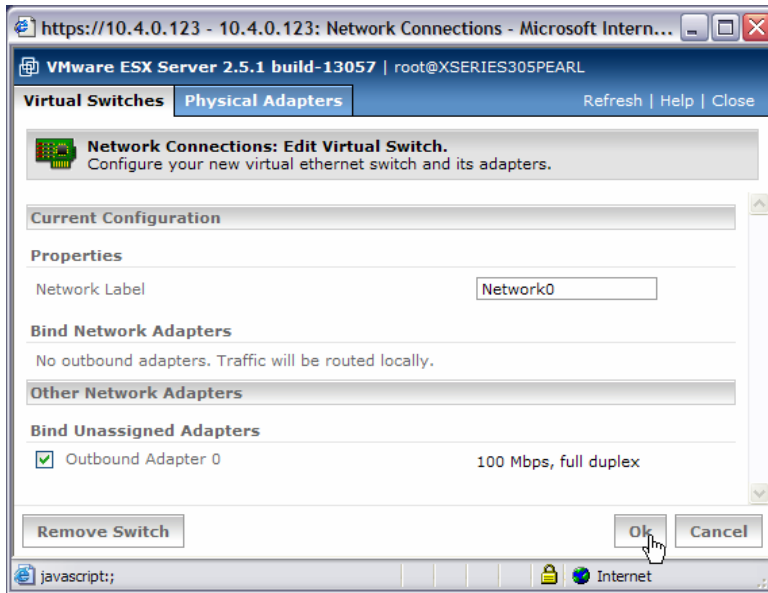 https://10.4.0.123 - 10.4.0.123: Network Connections - Microsoft Intern...
VMware ESX Server 2.5.1 build-13057 | root@XSERIES305PEARL
Virtual Switches Physical Adapters Refresh | Help | Close
Network Connections: Edit Virtual Switch.
Configure your new virtual ethernet switch and its adapters.
Current Configuration
Properties
Network Label Network0
Bind Network Adapters
No outbound adapters. Traffic will be routed locally.
Other Network Adapters
Bind Unassigned Adapters
Outbound Adapter 0 100 Mbps, full duplex
Remove Switch Ok Cancel
javascript:; Internet